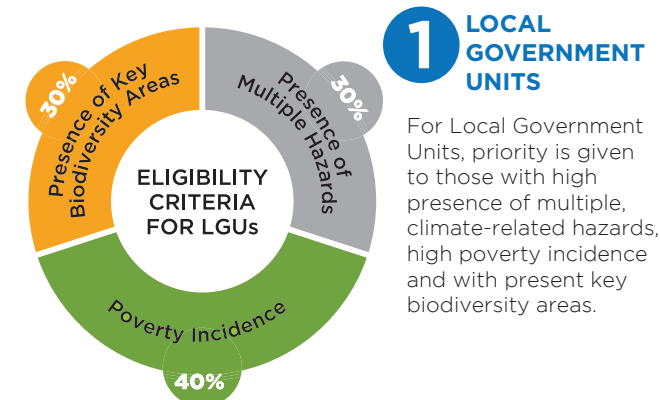 30%
Presence of Key
Biodiversity Areas
30%
Presence of
Multiple Hazards
ELIGIBILITY
CRITERIA
FOR LGUs
Poverty Incidence
40%
1
LOCAL
GOVERNMENT
UNITS
For Local Government
Units, priority is given
to those with high
presence of multiple,
climate-related hazards,
high poverty incidence
and with present key
biodiversity areas.